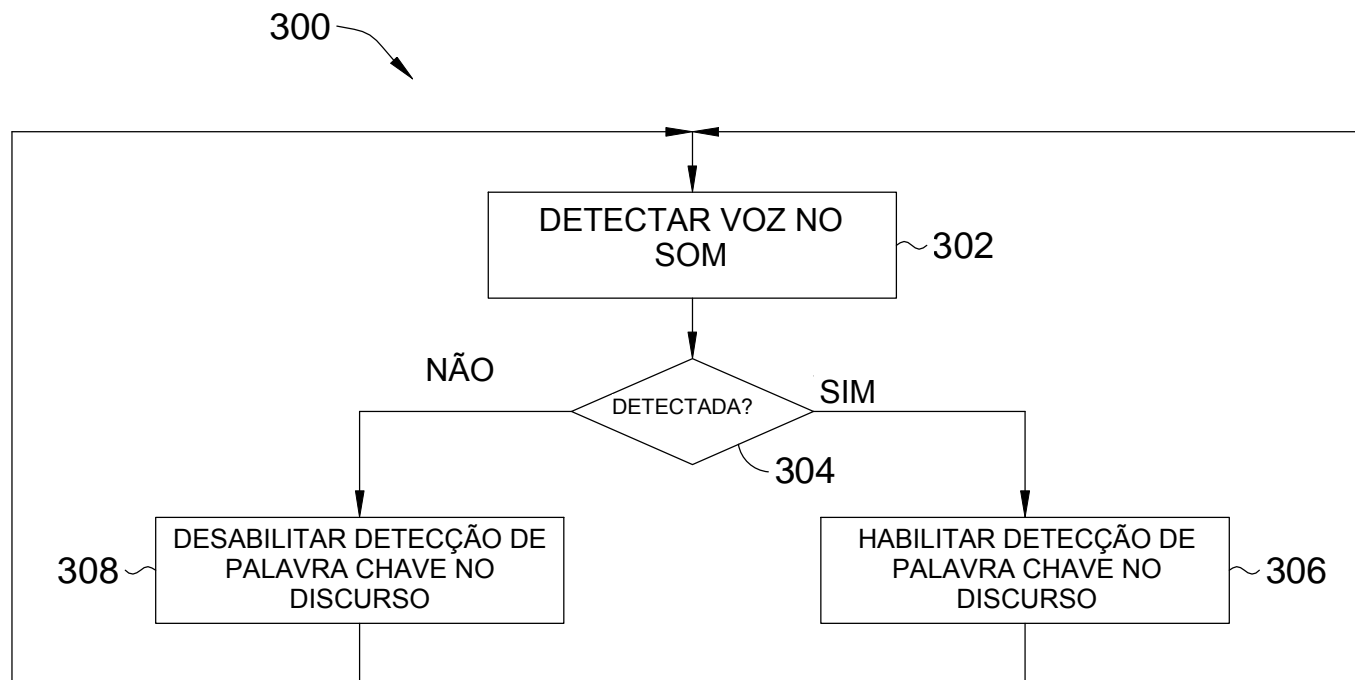 300
DETECTAR VOZ NO
SOM
302
NÃO
DETECTADA?
SIM
304
DESABILITAR DETECÇÃO DE
PALAVRA CHAVE NO
DISCURSO
308
HABILITAR DETECÇÃO DE
PALAVRA CHAVE NO
DISCURSO
306